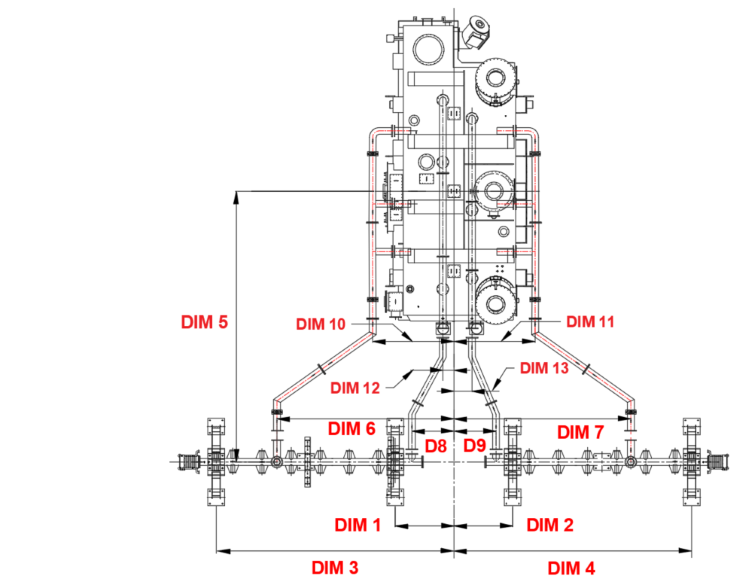 DIM 5
DIM 10
DIM 11
DIM 12
DIM 13
DIM 6
D8
D9
DIM 7
DIM 1
DIM 2
DIM 3
DIM 4